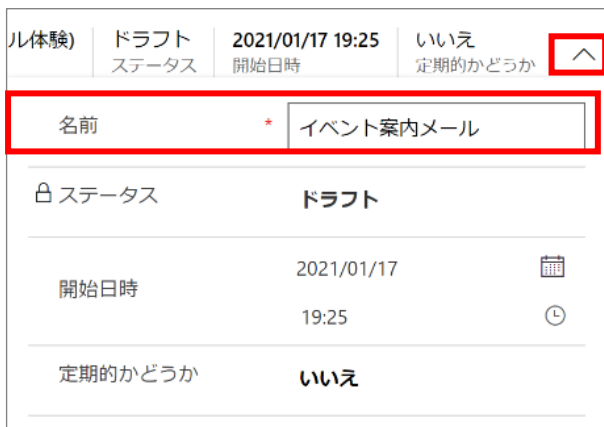 ル体験) ドラフト 2021/01/17 19:25 いいえ
ステータス 開始日時 定期的かどうか
名前 * イベント案内メール
ステータス ドラフト
2021/01/17
開始日時
19:25
定期的かどうか いいえ